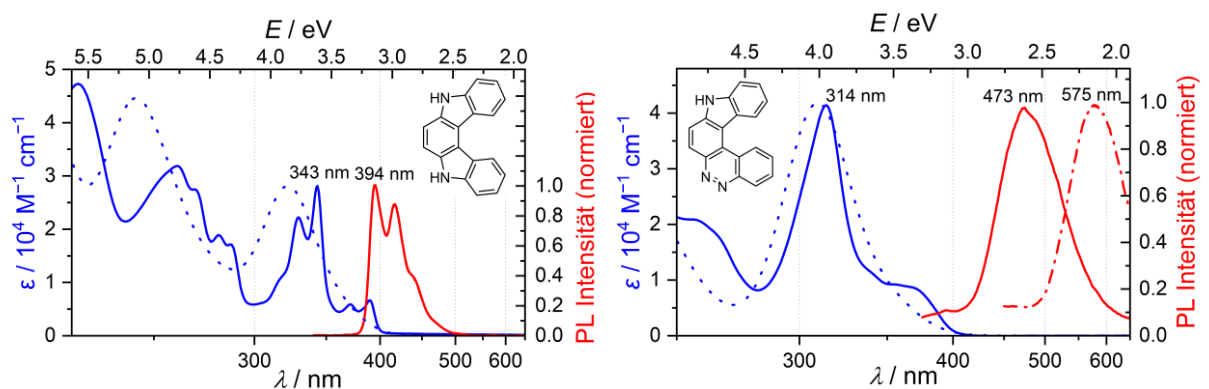 E / eV
5.5 5.0 4.5 4.0 3.5 3.0 2.5 2.0
5
4
3
2
1
0
ε / 10⁴ M⁻¹ cm⁻¹
HN
HN
343 nm 394 nm
1.0
0.8
0.6
0.4
0.2
0.0
PL Intensität (normiert)
300 400 500 600
λ / nm
E / eV
4.5 4.0 3.5 3.0 2.5 2.0
4
3
2
1
0
ε / 10⁴ M⁻¹ cm⁻¹
HN
N
N
314 nm 473 nm 575 nm
1.0
0.8
0.6
0.4
0.2
0.0
PL Intensität (normiert)
300 400 500 600
λ / nm